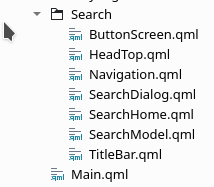 Search
ButtonScreen.qml
HeadTop.qml
Navigation.qml
SearchDialog.qml
SearchHome.qml
SearchModel.qml
TitleBar.qml
Main.qml